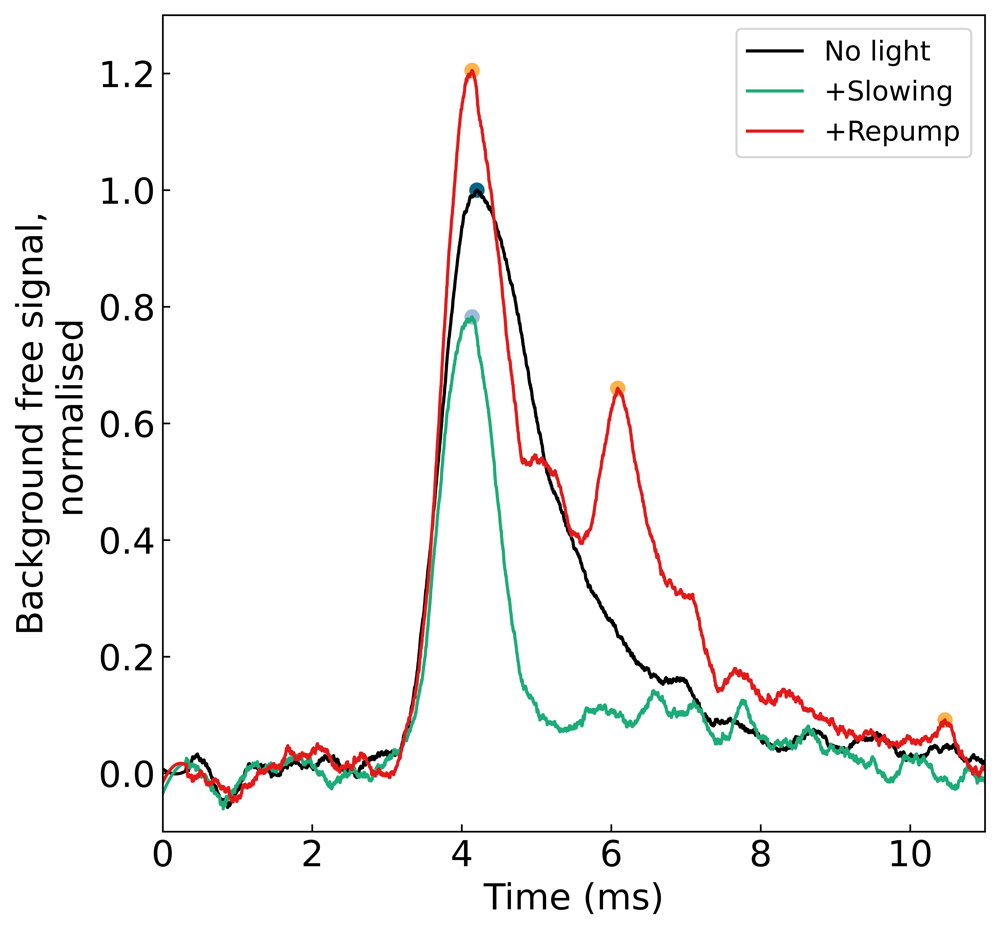 No light
+Slowing
+Repump
1.2
1.0
0.8
0.6
0.4
0.2
0.0
Background free signal,
normalised
0 2 4 6 8 10
Time (ms)